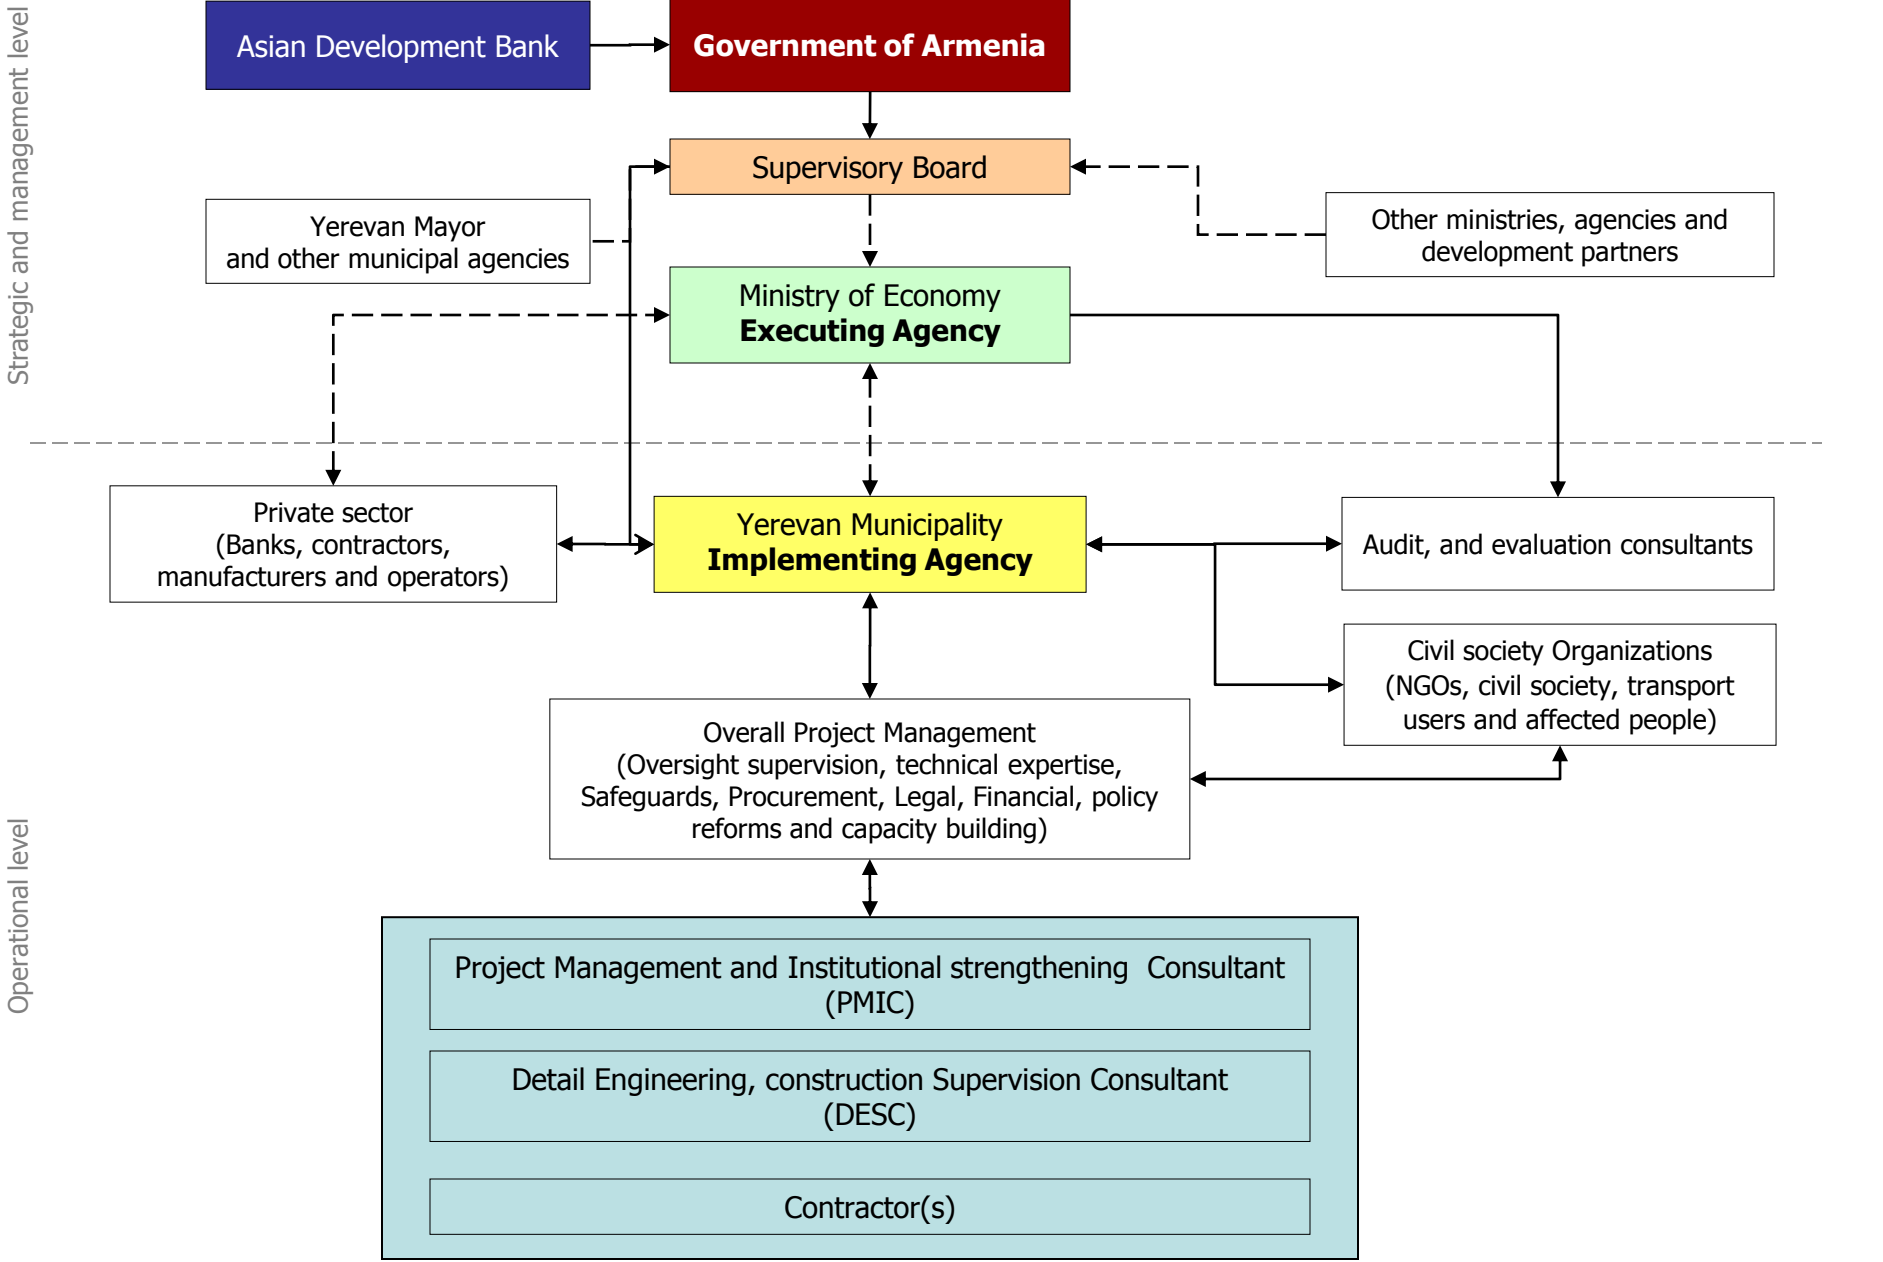 Strategic and management level
Asian Development Bank
Government of Armenia
Supervisory Board
Yerevan Mayor
and other municipal agencies
Other ministries, agencies and
development partners
Ministry of Economy
Executing Agency
Operational level
Private sector
(Banks, contractors,
manufacturers and operators)
Yerevan Municipality
Implementing Agency
Audit, and evaluation consultants
Civil society Organizations
(NGOs, civil society, transport
users and affected people)
Overall Project Management
(Oversight supervision, technical expertise,
Safeguards, Procurement, Legal, Financial, policy
reforms and capacity building)
Project Management and Institutional strengthening  Consultant
(PMIC)
Detail Engineering, construction Supervision Consultant
(DESC)
Contractor(s)